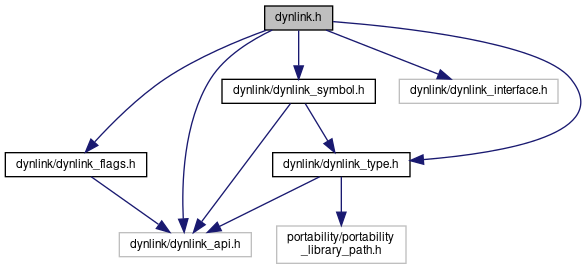 dynlink.h
dynlink/dynlink_symbol.h
dynlink/dynlink_interface.h
dynlink/dynlink_flags.h
dynlink/dynlink_type.h
dynlink/dynlink_api.h
portability/portability
_library_path.h